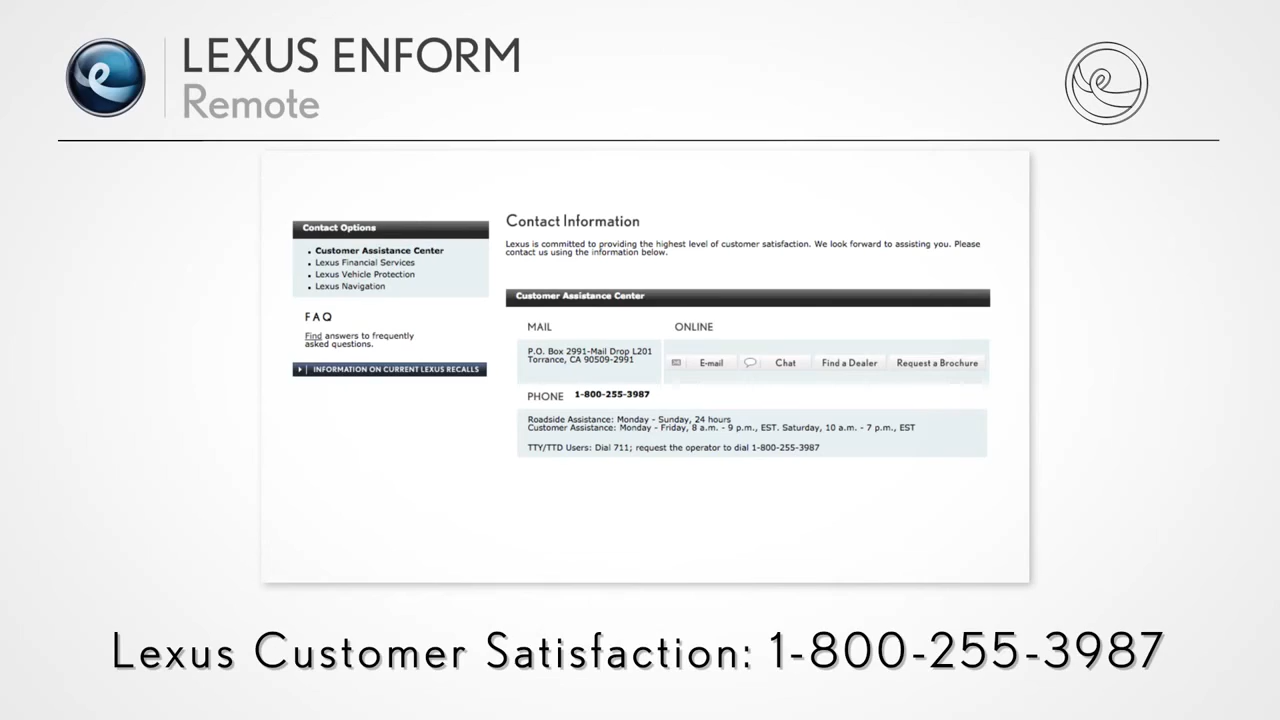 LEXUS ENFORM
Remote
Contact Options
Customer Assistance Center
Lexus Financial Services
Lexus Vehicle Protection
Lexus Navigation
FAQ
Find answers to frequently
asked questions.
INFORMATION ON CURRENT LEXUS RECALLS
Contact Information
Lexus is committed to providing the highest level of customer satisfaction. We look forward to assisting you. Please
contact us using the information below.
Customer Assistance Center
MAIL ONLINE
P.O. Box 2991-Mail Drop L201
Torrance, CA 90509-2991
E-mail Chat Find a Dealer Request a Brochure
PHONE 1-800-255-3987
Roadside Assistance: Monday - Sunday, 24 hours
Customer Assistance: Monday - Friday, 8 a.m. - 9 p.m., EST. Saturday, 10 a.m. - 7 p.m., EST
TTY/TTD Users: Dial 711; request the operator to dial 1-800-255-3987
Lexus Customer Satisfaction: 1-800-255-3987